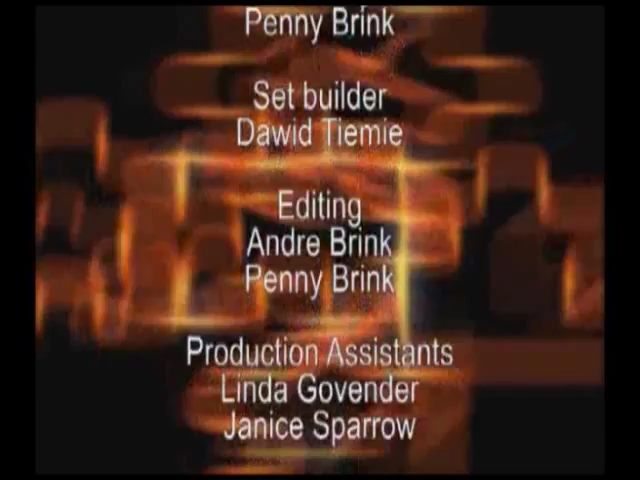 Penny Brink
Set builder
Dawid Tiemie
Editing
Andre Brink
Penny Brink
Production Assistants
Linda Govender
Janice Sparrow